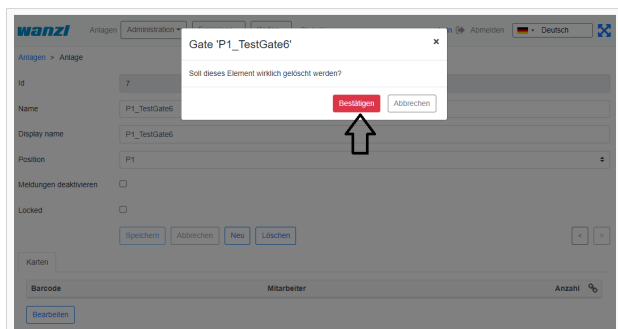 wanzl Anlagen Administration Abmelden Deutsch
Gate 'P1_TestGate6' ×
Anlagen > Anlage
Soll dieses Element wirklich gelöscht werden?
Id 7
Bestätigen Abbrechen
Name P1_TestGate6
Display name P1_TestGate6
Position P1
Meldungen deaktivieren
Locked
Speichern Abbrechen Neu Löschen < >
Karten
Barcode Mitarbeiter Anzahl
Bearbeiten